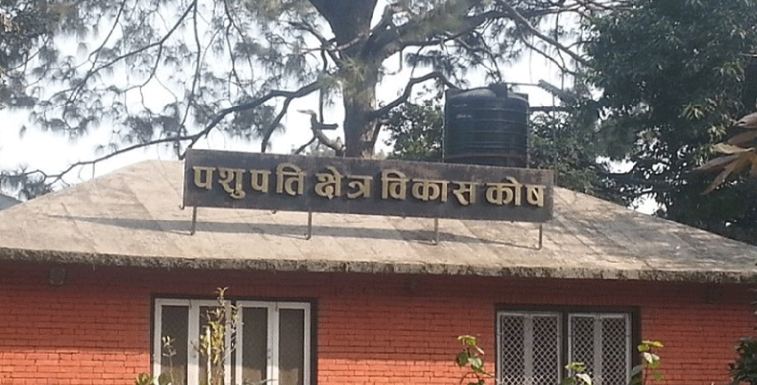 पशुपति क्षेत्र विकास कोष